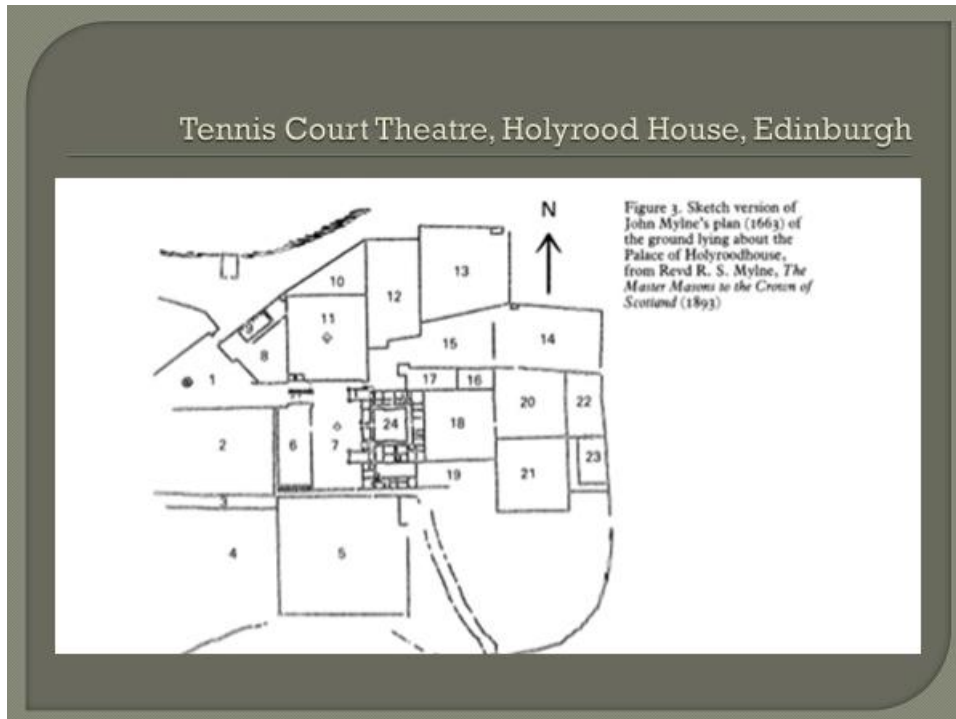 Tennis Court Theatre, Holyrood House, Edinburgh
N
Figure 3. Sketch version of
John Mylne's plan (1663) of
the ground lying about the
Palace of Holyroodhouse,
from Revd R. S. Mylne, The
Master Masons to the Crown of
Scotland (1893)
10
13
12
11
9
8
15
14
1
17
16
20
22
24
18
2
6
7
23
19
21
3
4
5